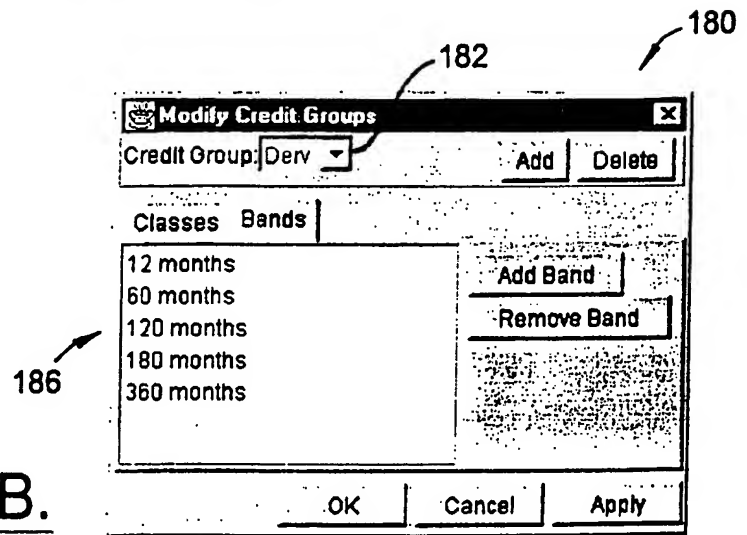 180
182
Modify Credit Groups
Credit Group: Derv Add Delete
Classes Bands
12 months
60 months
120 months
180 months
360 months
Add Band
Remove Band
186
B.
OK Cancel Apply